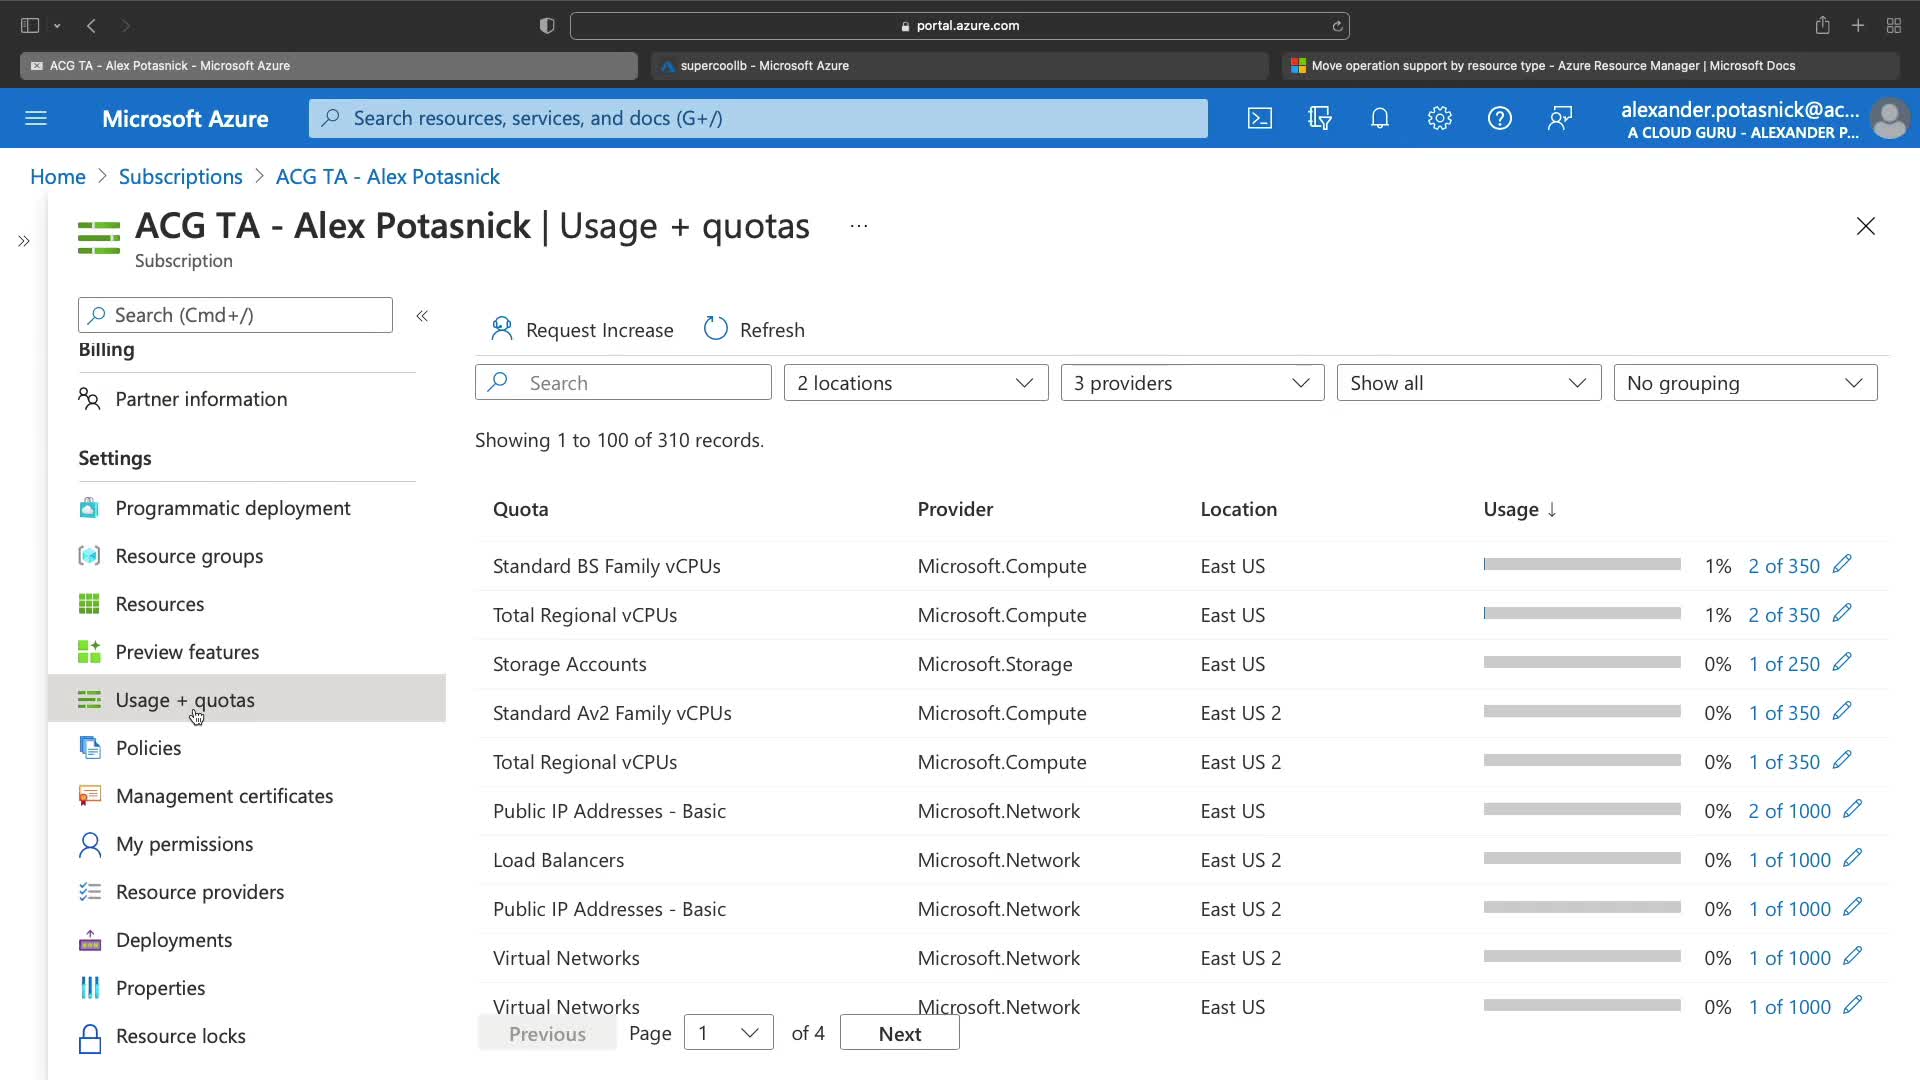 portal.azure.com
ACG TA - Alex Potasnick - Microsoft Azure
supercoollb - Microsoft Azure
Move operation support by resource type - Azure Resource Manager | Microsoft Docs
Microsoft Azure
Search resources, services, and docs (G+/)
alexander.potasnick@ac...
A CLOUD GURU - ALEXANDER P...
Home > Subscriptions > ACG TA - Alex Potasnick
ACG TA - Alex Potasnick | Usage + quotas ...
Subscription
Search (Cmd+/)
Billing
Partner information
Settings
Programmatic deployment
Resource groups
Resources
Preview features
Usage + quotas
Policies
Management certificates
My permissions
Resource providers
Deployments
Properties
Resource locks
Request Increase Refresh
Search 2 locations 3 providers Show all No grouping
Showing 1 to 100 of 310 records.
Quota Provider Location Usage ↓
Standard BS Family vCPUs Microsoft.Compute East US 1% 2 of 350
Total Regional vCPUs Microsoft.Compute East US 1% 2 of 350
Storage Accounts Microsoft.Storage East US 0% 1 of 250
Standard Av2 Family vCPUs Microsoft.Compute East US 2 0% 1 of 350
Total Regional vCPUs Microsoft.Compute East US 2 0% 1 of 350
Public IP Addresses - Basic Microsoft.Network East US 0% 2 of 1000
Load Balancers Microsoft.Network East US 2 0% 1 of 1000
Public IP Addresses - Basic Microsoft.Network East US 2 0% 1 of 1000
Virtual Networks Microsoft.Network East US 2 0% 1 of 1000
Virtual Networks Microsoft.Network East US 0% 1 of 1000
Previous Page 1 of 4 Next